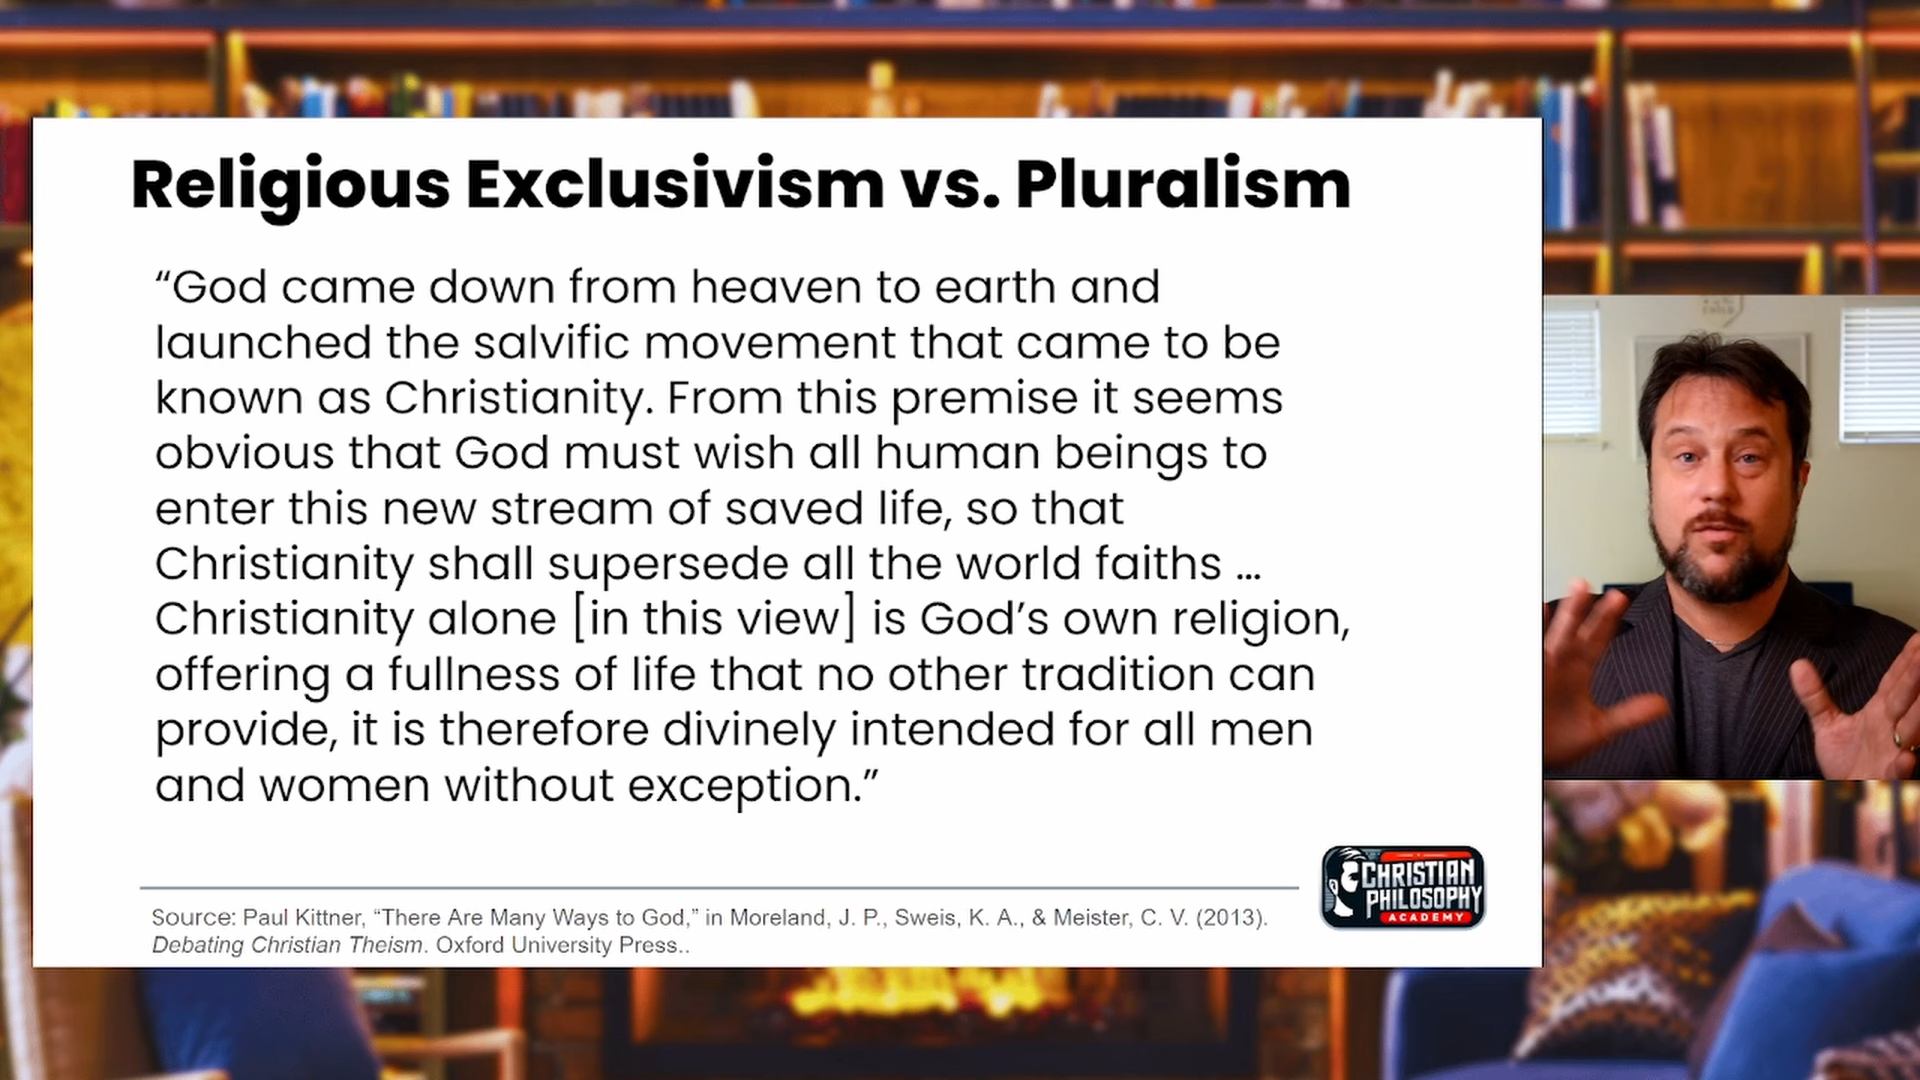 Religious Exclusivism vs. Pluralism
“God came down from heaven to earth and
launched the salvific movement that came to be
known as Christianity. From this premise it seems
obvious that God must wish all human beings to
enter this new stream of saved life, so that
Christianity shall supersede all the world faiths ...
Christianity alone [in this view] is God’s own religion,
offering a fullness of life that no other tradition can
provide, it is therefore divinely intended for all men
and women without exception.”
CHRISTIAN
PHILOSOPHY
ACADEMY
Source: Paul Kittner, “There Are Many Ways to God,” in Moreland, J. P., Sweis, K. A., & Meister, C. V. (2013).
Debating Christian Theism. Oxford University Press..